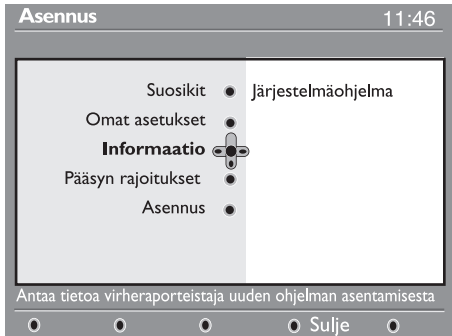 Asennus 11:46
Suosikit Järjestelmäohjelma
Omat asetukset
Informaatio
Pääsyn rajoitukset
Asennus
Antaa tietoa virheraporteistaja uuden ohjelman asentamisesta
Sulje